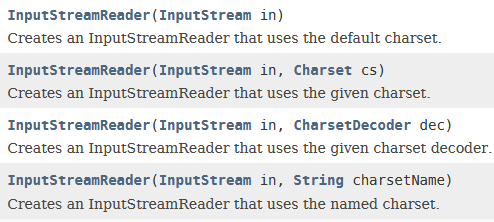 InputStreamReader(InputStream in)
Creates an InputStreamReader that uses the default charset.
InputStreamReader(InputStream in, Charset cs)
Creates an InputStreamReader that uses the given charset.
InputStreamReader(InputStream in, CharsetDecoder dec)
Creates an InputStreamReader that uses the given charset decoder.
InputStreamReader(InputStream in, String charsetName)
Creates an InputStreamReader that uses the named charset.